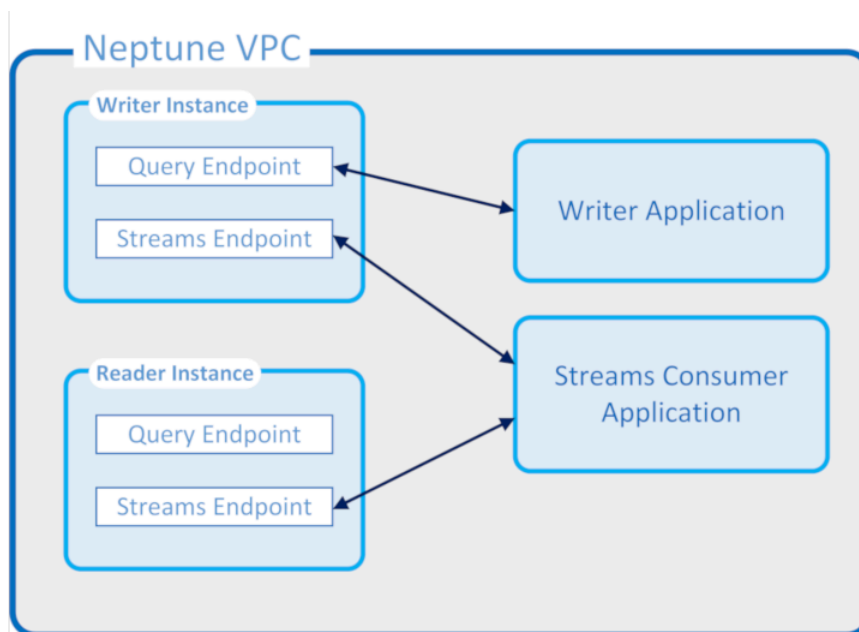 Neptune VPC
Writer Instance
Query Endpoint
Streams Endpoint
Writer Application
Reader Instance
Query Endpoint
Streams Endpoint
Streams Consumer
Application